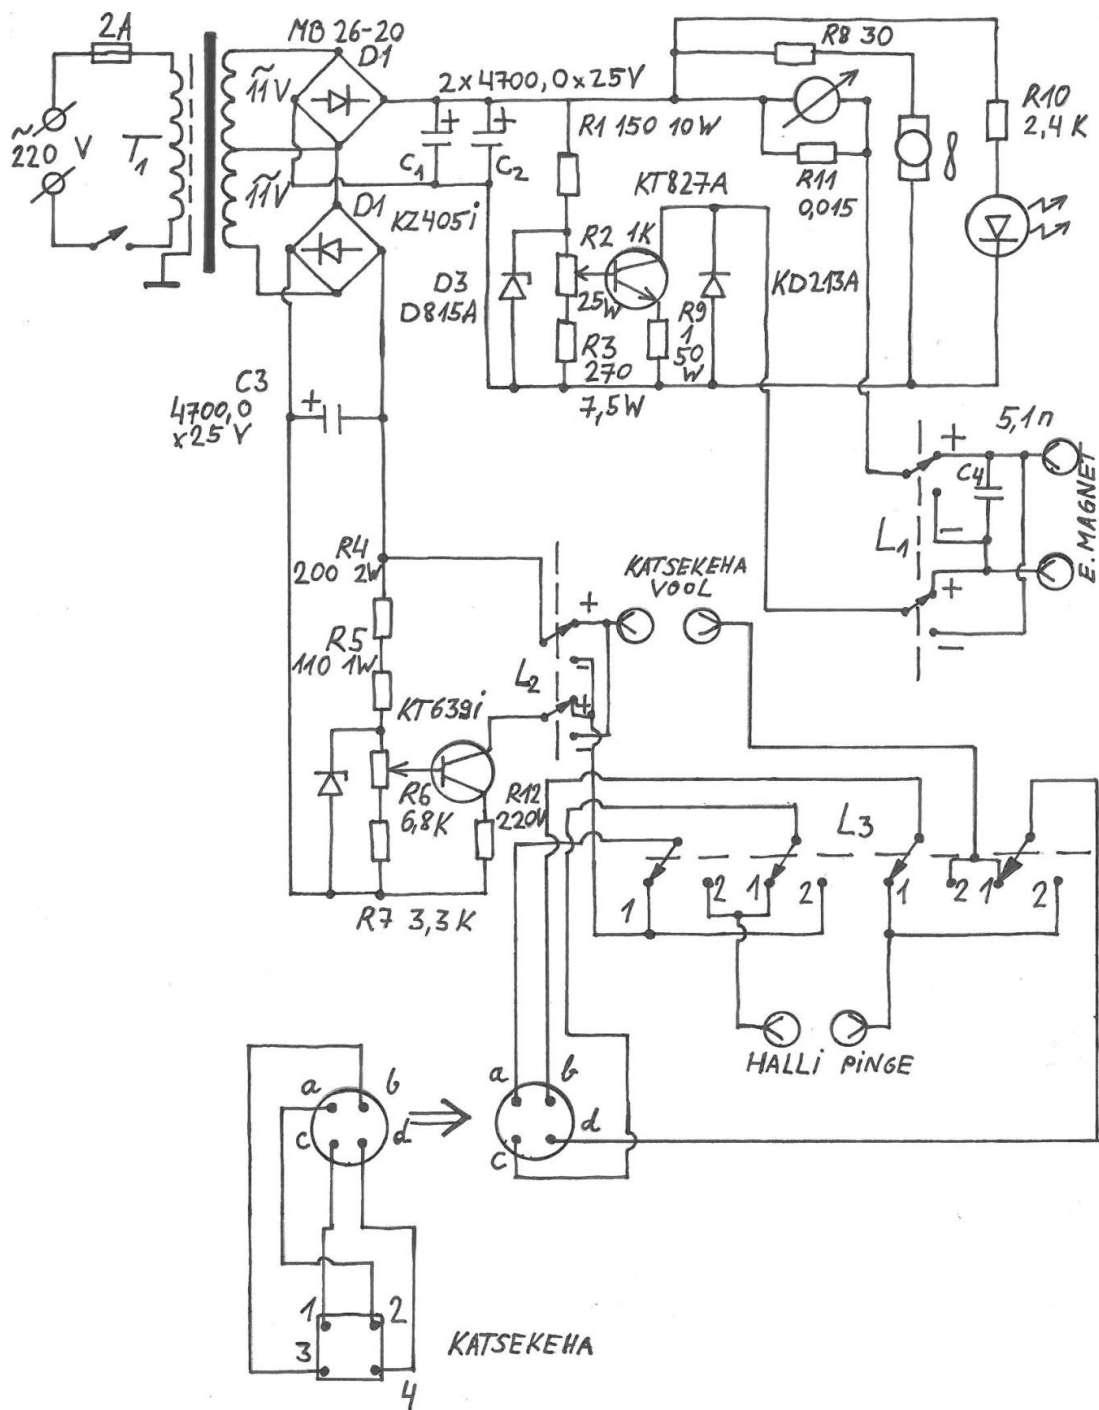 2A
MB 26-20
D1
~11V
~220 V
T1
2x4700,0x25V
C1
C2
R8 30
R10
2,4 K
R1 150 10W
R11
0,015
8
~11V
D1
KZ405i
KT827A
D3
D815A
R2 1K
25W
R3
270
7,5W
R9
1
50
W
KD213A
C3
4700,0
x25 V
+
+
+
5,1n
+
C4
-
L1
+
-
E. MAGNET
R4
200 2W
R5
110 1W
KATSEKEHA
VOOL
+
-
L2
+
-
KT639i
R6
6,8K
R12
220V
R7 3,3K
L3
1
2
1
2
1
2
1
2
HALLi PiNGE
a
b
c
d
a
b
c
d
1
2
3
4
KATSEKEHA